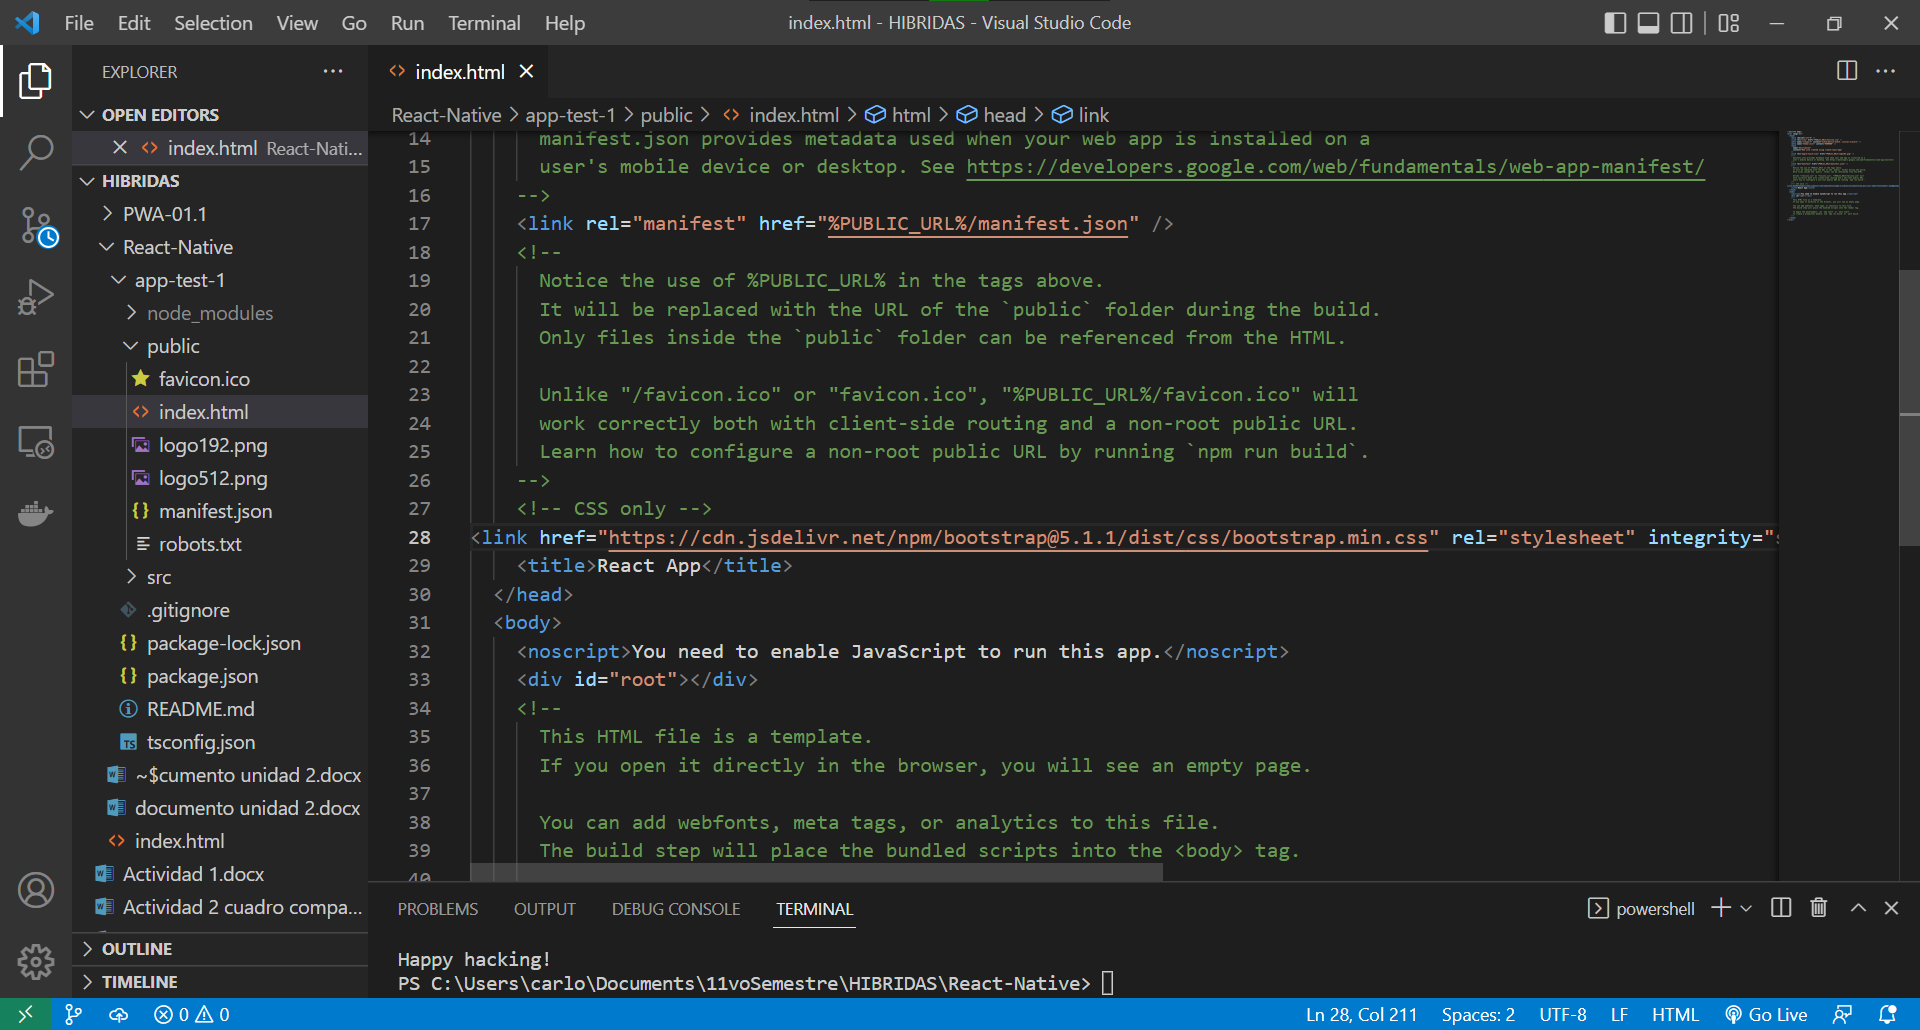 File Edit Selection View Go Run Terminal Help
index.html - HIBRIDAS - Visual Studio Code
EXPLORER
OPEN EDITORS
index.html React-Nati...
HIBRIDAS
PWA-01.1
React-Native
app-test-1
node_modules
public
favicon.ico
index.html
logo192.png
logo512.png
manifest.json
robots.txt
src
.gitignore
package-lock.json
package.json
README.md
tsconfig.json
~$cumento unidad 2.docx
documento unidad 2.docx
index.html
Actividad 1.docx
Actividad 2 cuadro compa...
OUTLINE
TIMELINE
index.html
React-Native > app-test-1 > public > index.html > html > head > link
14 manifest.json provides metadata used when your web app is installed on a
15 user's mobile device or desktop. See https://developers.google.com/web/fundamentals/web-app-manifest/
16 -->
17 <link rel="manifest" href="%PUBLIC_URL%/manifest.json" />
18 <!--
19 Notice the use of %PUBLIC_URL% in the tags above.
20 It will be replaced with the URL of the `public` folder during the build.
21 Only files inside the `public` folder can be referenced from the HTML.
22
23 Unlike "/favicon.ico" or "favicon.ico", "%PUBLIC_URL%/favicon.ico" will
24 work correctly both with client-side routing and a non-root public URL.
25 Learn how to configure a non-root public URL by running `npm run build`.
26 -->
27 <!-- CSS only -->
28 <link href="https://cdn.jsdelivr.net/npm/bootstrap@5.1.1/dist/css/bootstrap.min.css" rel="stylesheet" integrity="s
29 <title>React App</title>
30 </head>
31 <body>
32 <noscript>You need to enable JavaScript to run this app.</noscript>
33 <div id="root"></div>
34 <!--
35 This HTML file is a template.
36 If you open it directly in the browser, you will see an empty page.
37
38 You can add webfonts, meta tags, or analytics to this file.
39 The build step will place the bundled scripts into the <body> tag.
40
PROBLEMS OUTPUT DEBUG CONSOLE TERMINAL
powershell
Happy hacking!
PS C:\Users\carlo\Documents\11voSemestre\HIBRIDAS\React-Native>
0 0
Ln 28, Col 211 Spaces: 2 UTF-8 LF HTML Go Live